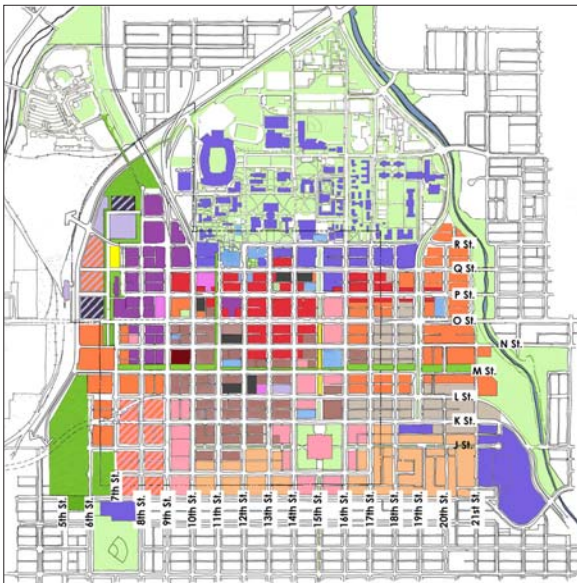 R St.
Q St.
P St.
O St.
N St.
M St.
L St.
K St.
J St.
5th St.
6th St.
7th St.
8th St.
9th St.
10th St.
11th St.
12th St.
13th St.
14th St.
15th St.
16th St.
17th St.
18th St.
19th St.
20th St.
21st St.